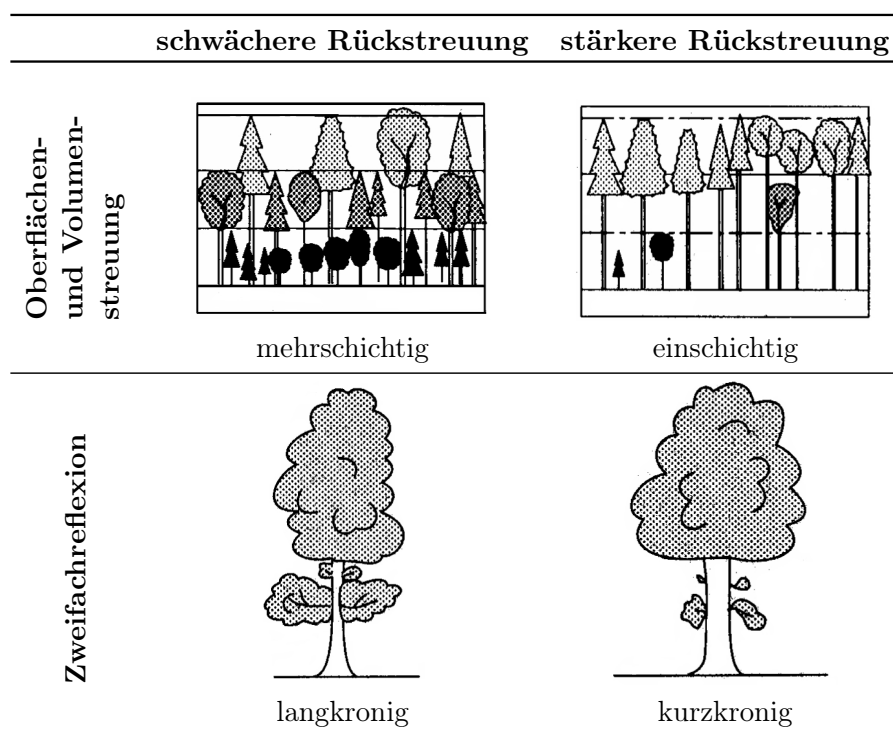 schwächere Rückstreuung stärkere Rückstreuung
Oberflächen-
und Volumen-
streuung
mehrschichtig einschichtig
Zweifachreflexion
langkronig kurzkronig